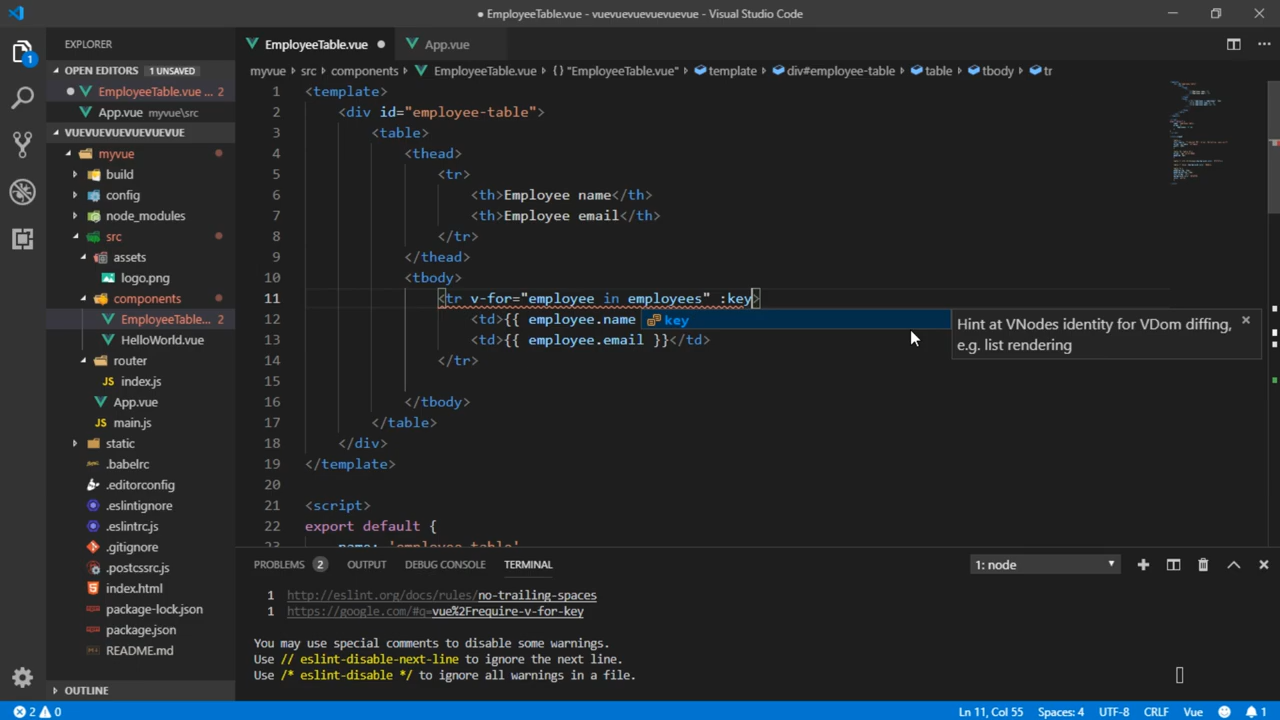 ● EmployeeTable.vue - vuevuevuevuevuevue - Visual Studio Code
EXPLORER
EmployeeTable.vue ●
App.vue
OPEN EDITORS 1 UNSAVED
myvue › src › components › EmployeeTable.vue › {} "EmployeeTable.vue" › template › div#employee-table › table › tbody › tr
● EmployeeTable.vue ... 2
App.vue myvue\src
VUEVUEVUEVUEVUEVUE
myvue
build
config
node_modules
src
assets
logo.png
components
EmployeeTable... 2
HelloWorld.vue
router
index.js
App.vue
main.js
static
.babelrc
.editorconfig
.eslintignore
.eslintrc.js
.gitignore
.postcssrc.js
index.html
package-lock.json
package.json
README.md
OUTLINE
1 <template>
2 <div id="employee-table">
3 <table>
4 <thead>
5 <tr>
6 <th>Employee name</th>
7 <th>Employee email</th>
8 </tr>
9 </thead>
10 <tbody>
11 <tr v-for="employee in employees" :key>
12 <td>{{ employee.name
key
Hint at VNodes identity for VDom diffing,
e.g. list rendering
13 <td>{{ employee.email }}</td>
14 </tr>
15
16 </tbody>
17 </table>
18 </div>
19 </template>
20
21 <script>
22 export default {
23 name: 'employee-table'
PROBLEMS 2 OUTPUT DEBUG CONSOLE TERMINAL 1: node
1 http://eslint.org/docs/rules/no-trailing-spaces
1 https://google.com/#q=vue%2Frequire-v-for-key
You may use special comments to disable some warnings.
Use // eslint-disable-next-line to ignore the next line.
Use /* eslint-disable */ to ignore all warnings in a file.
2 0 Ln 11, Col 55 Spaces: 4 UTF-8 CRLF Vue 1